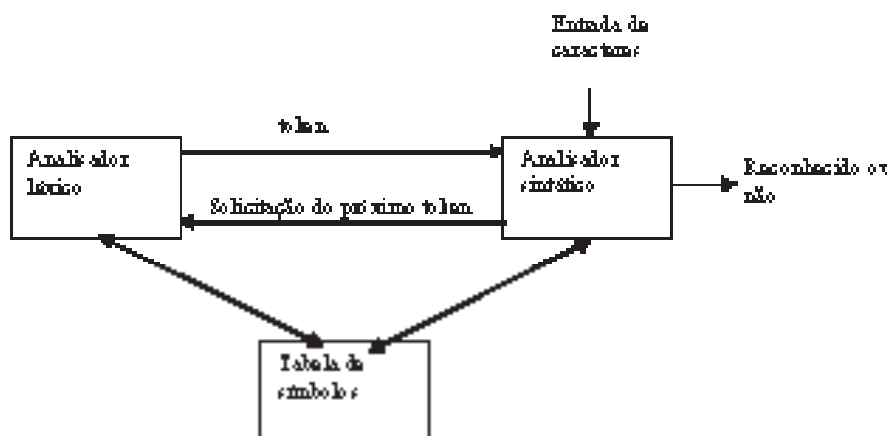 Entrada de
caracteres
token
Analisador
léxico
Analisador
sintático
Reconhecido ou
não
Solicitação do próximo token
Tabela de
símbolos